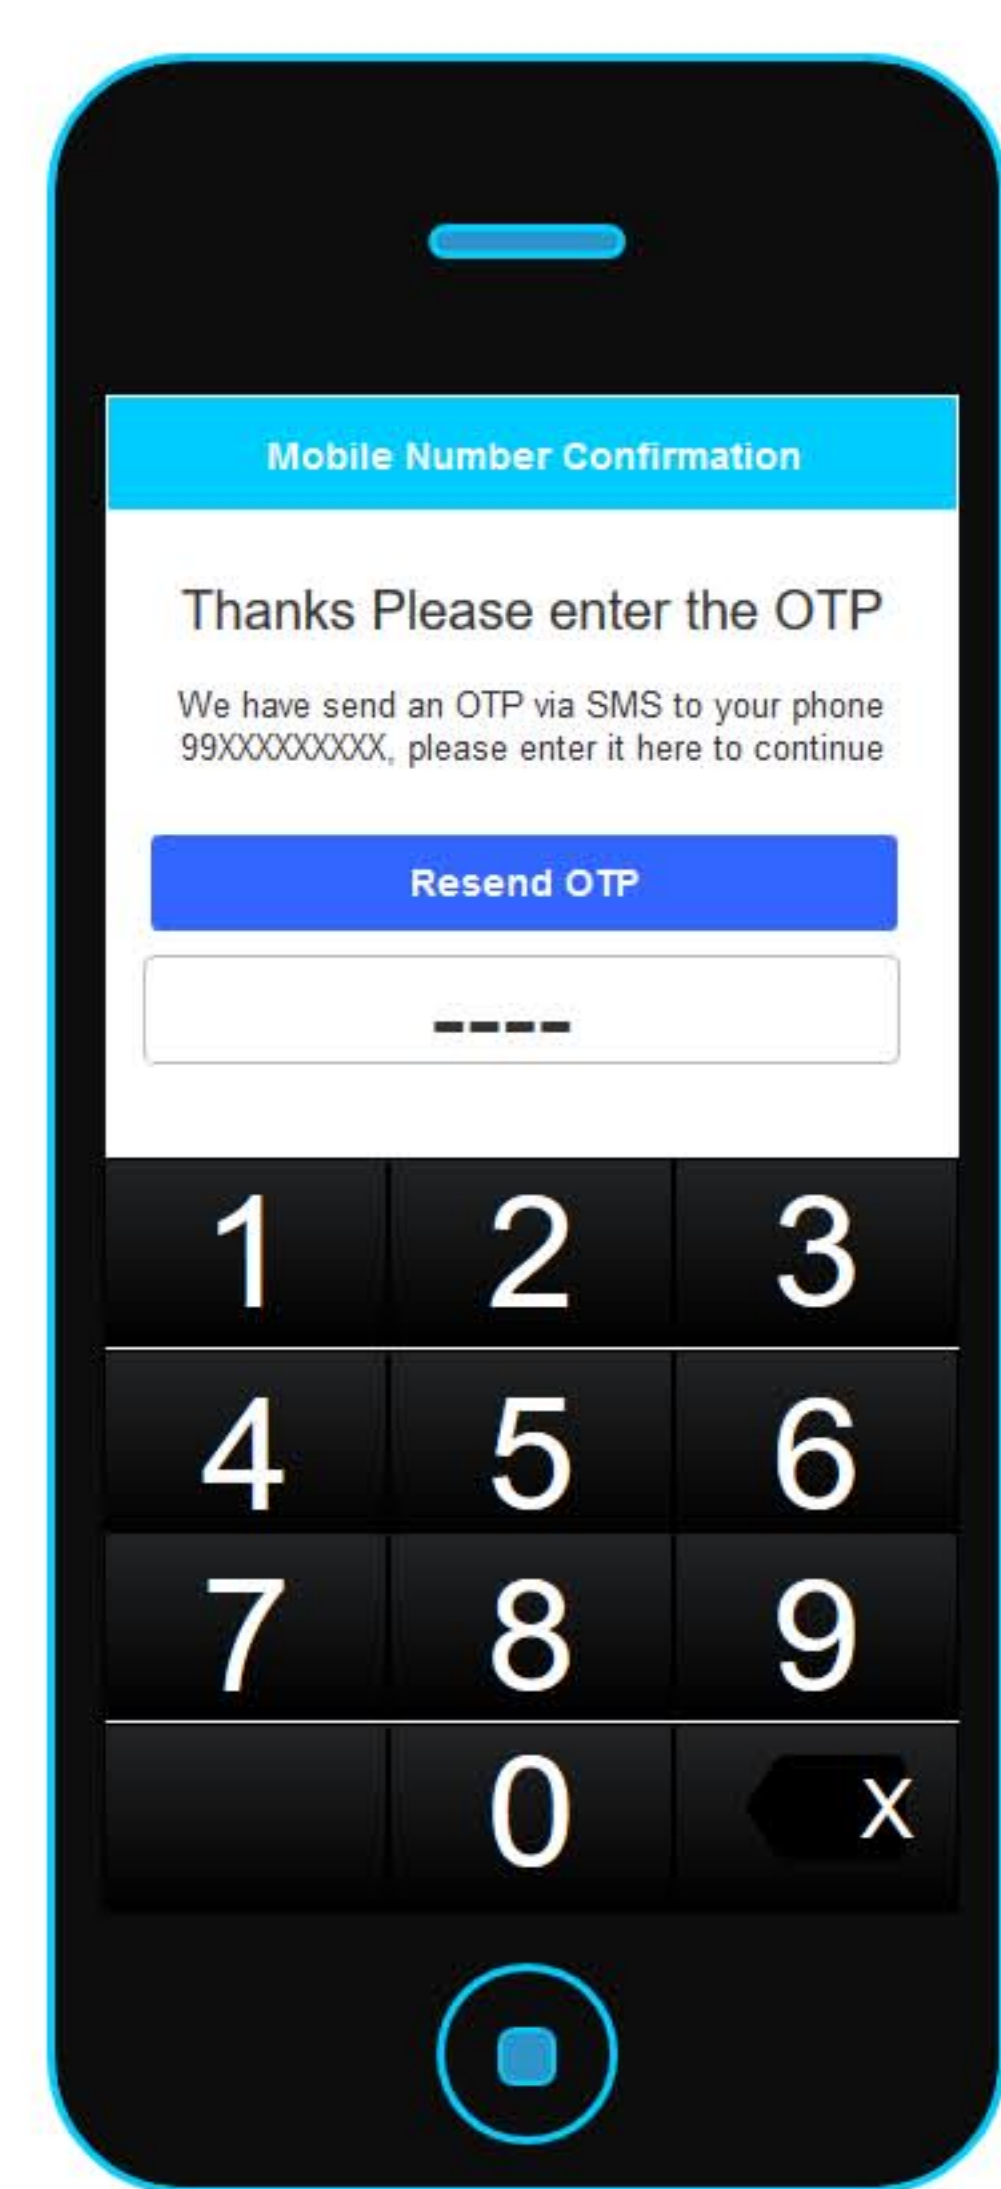 Mobile Number Confirmation
Thanks Please enter the OTP
We have send an OTP via SMS to your phone
99XXXXXXXXX, please enter it here to continue
Resend OTP
----
1 2 3
4 5 6
7 8 9
0 X